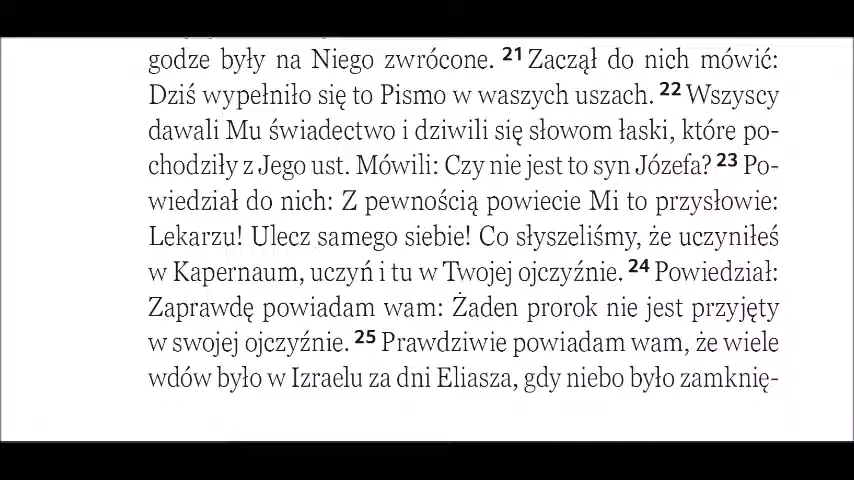 godze były na Niego zwrócone. 21 Zaczął do nich mówić:
Dziś wypełniło się to Pismo w waszych uszach. 22 Wszyscy
dawali Mu świadectwo i dziwili się słowom łaski, które po-
chodziły z Jego ust. Mówili: Czy nie jest to syn Józefa? 23 Po-
wiedział do nich: Z pewnością powiecie Mi to przysłowie:
Lekarzu! Ulecz samego siebie! Co słyszeliśmy, że uczyniłeś
w Kapernaum, uczyń i tu w Twojej ojczyźnie. 24 Powiedział:
Zaprawdę powiadam wam: Żaden prorok nie jest przyjęty
w swojej ojczyźnie. 25 Prawdziwie powiadam wam, że wiele
wdów było w Izraelu za dni Eliasza, gdy niebo było zamknię-